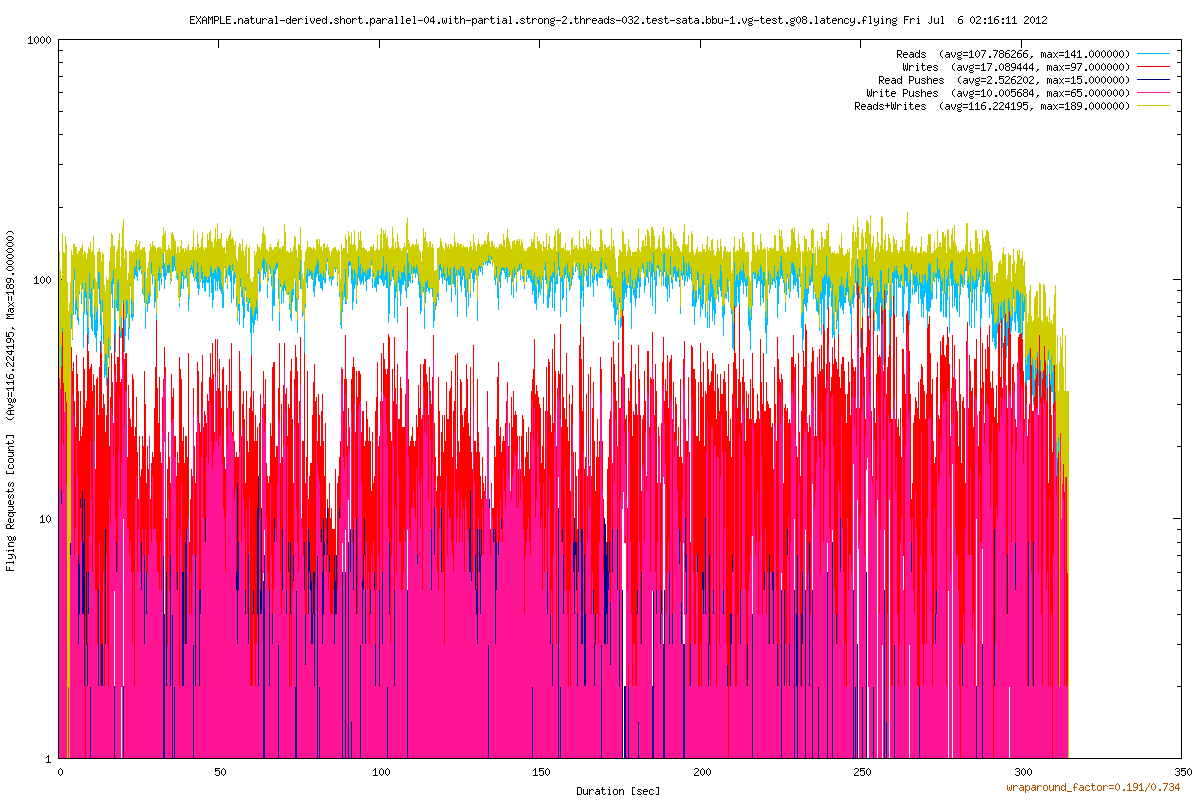 EXAMPLE.natural-derived.short.parallel-04.with-partial.strong-2.threads-032.test-sata.bbu-1.vg-test.g08.latency.flying Fri Jul  6 02:16:11 2012
Reads  (avg=107.786266, max=141.000000)
Writes  (avg=17.089444, max=97.000000)
Read Pushes  (avg=2.526202, max=15.000000)
Write Pushes  (avg=10.005684, max=65.000000)
Reads+Writes  (avg=116.224195, max=189.000000)
Flying Requests [count]  (Avg=116.224195, Max=189.000000)
1000
100
10
1
0 50 100 150 200 250 300 350
Duration [sec]
wraparound_factor=0.191/0.734